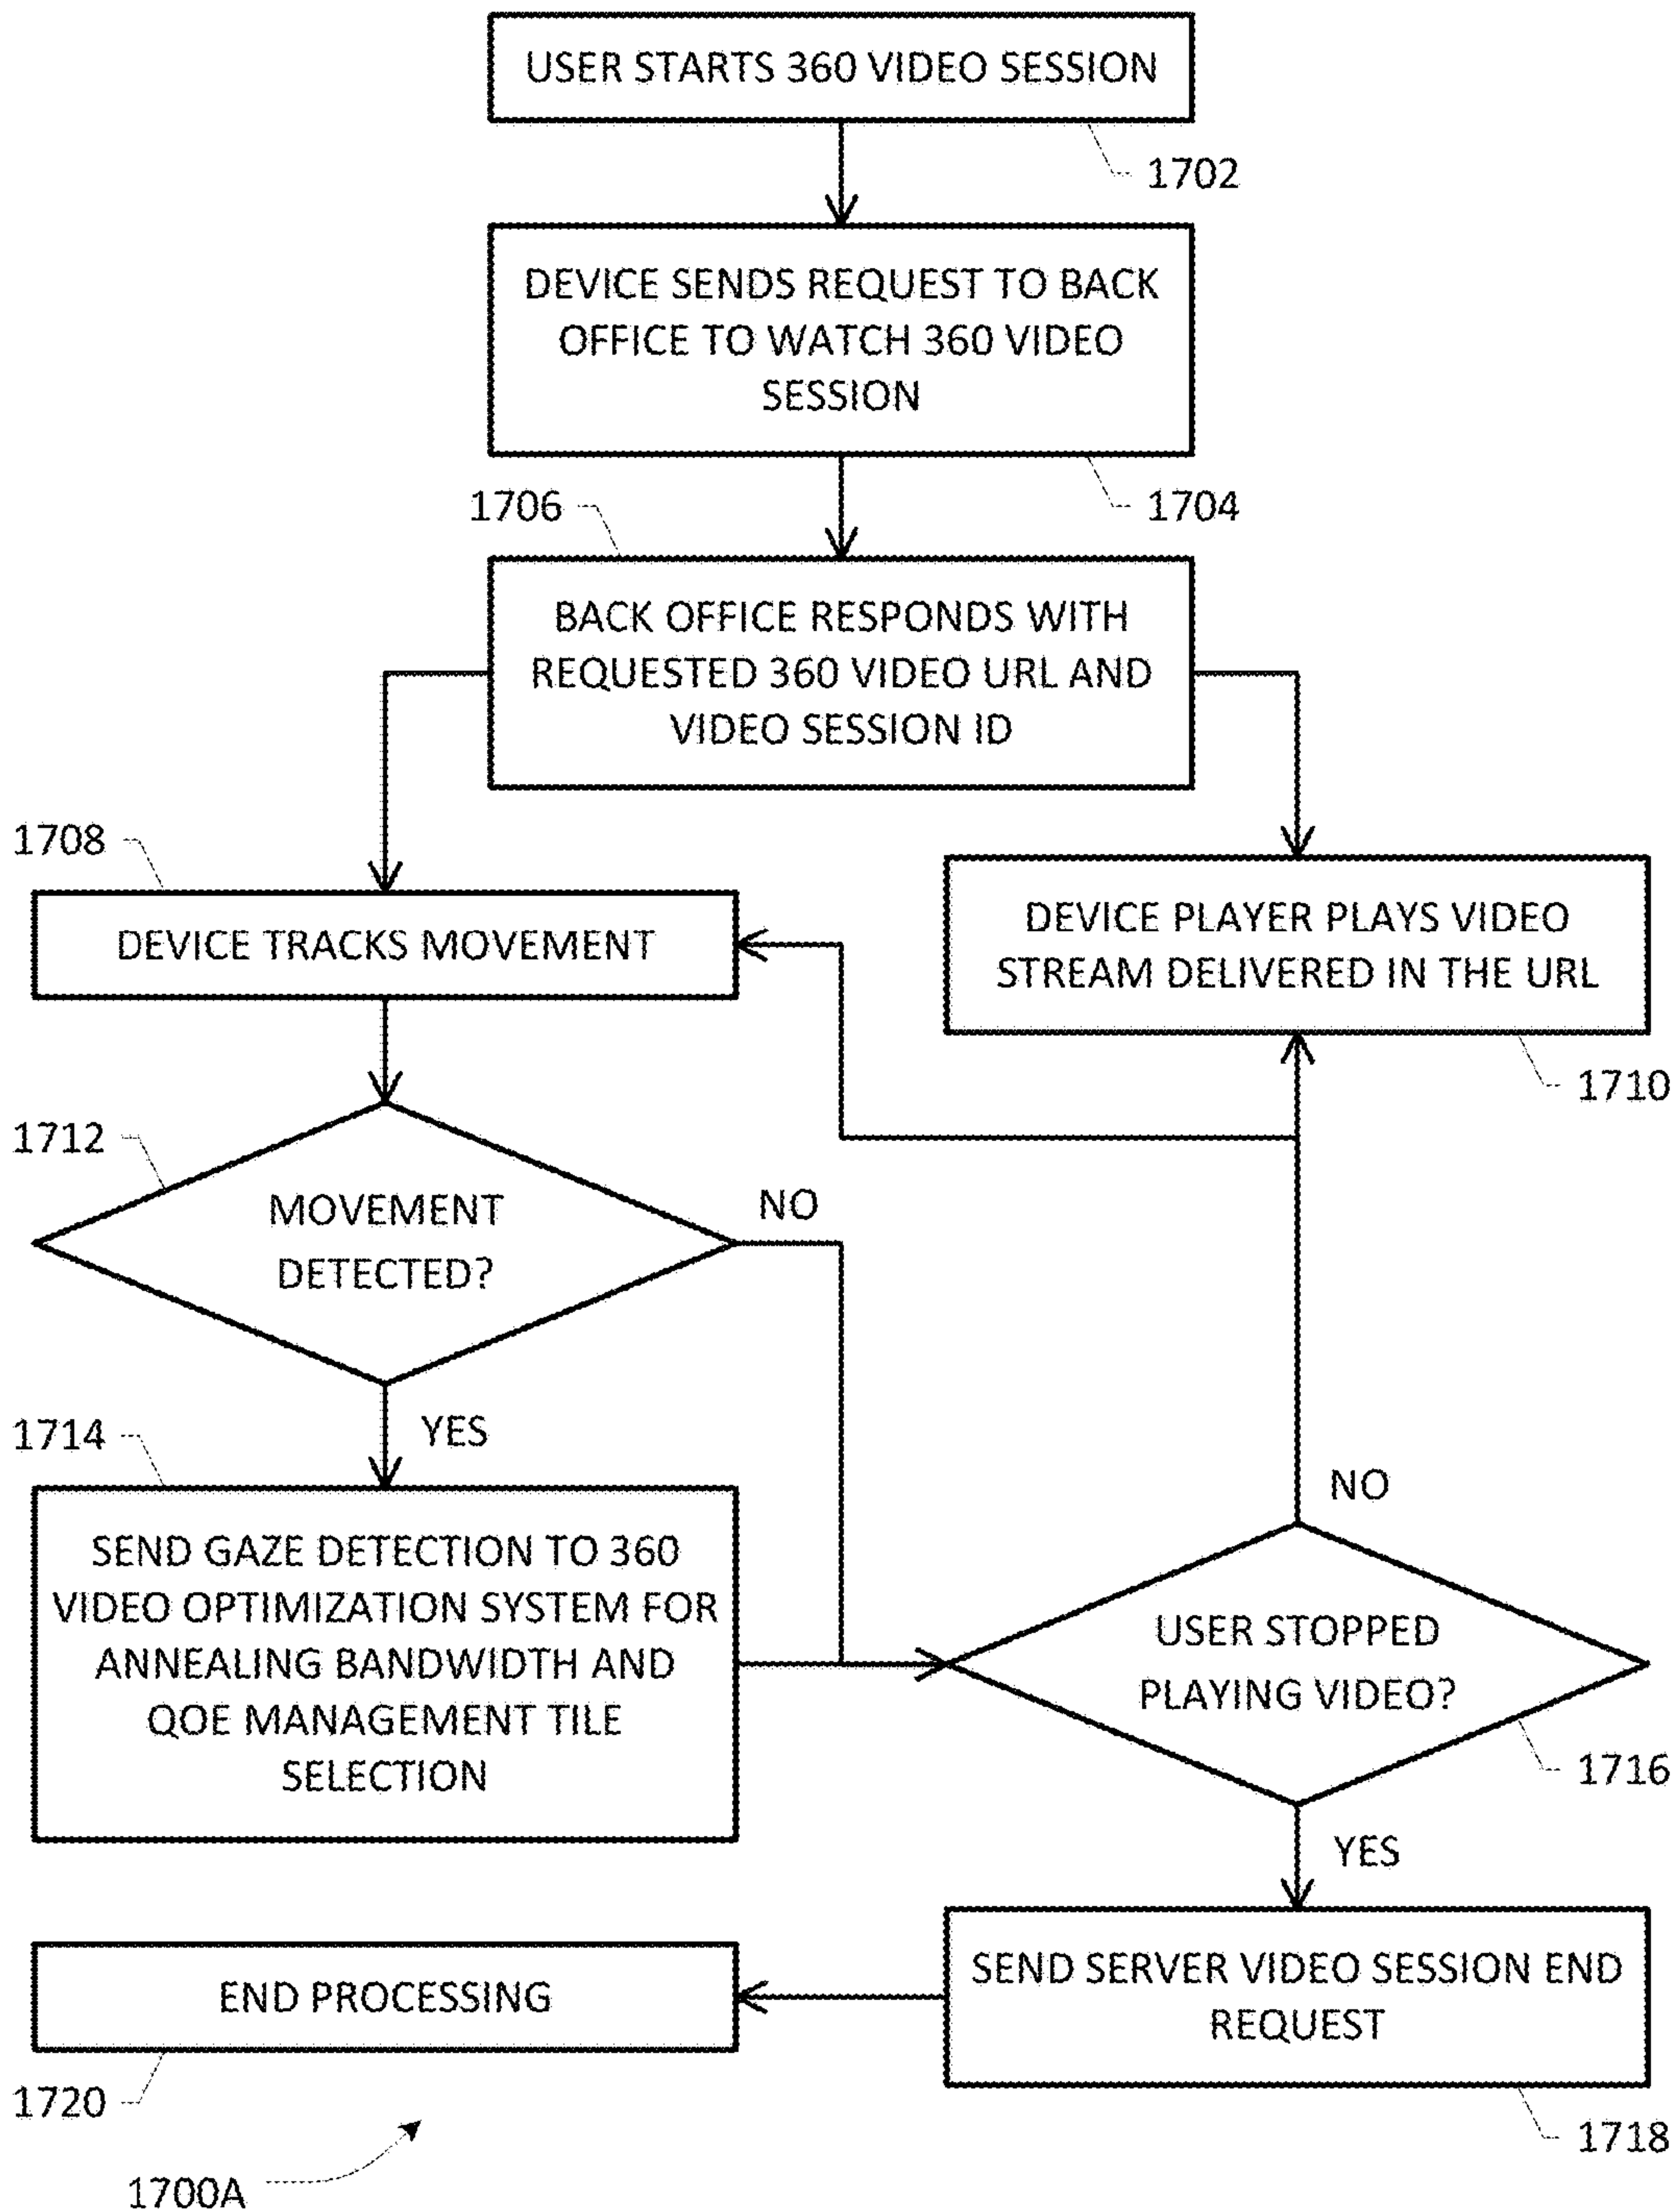 USER STARTS 360 VIDEO SESSION
1702
DEVICE SENDS REQUEST TO BACK
OFFICE TO WATCH 360 VIDEO
SESSION
1704
1706
BACK OFFICE RESPONDS WITH
REQUESTED 360 VIDEO URL AND
VIDEO SESSION ID
1708
DEVICE TRACKS MOVEMENT
DEVICE PLAYER PLAYS VIDEO
STREAM DELIVERED IN THE URL
1710
1712
MOVEMENT
DETECTED?
NO
YES
1714
SEND GAZE DETECTION TO 360
VIDEO OPTIMIZATION SYSTEM FOR
ANNEALING BANDWIDTH AND
QOE MANAGEMENT TILE
SELECTION
NO
USER STOPPED
PLAYING VIDEO?
1716
YES
SEND SERVER VIDEO SESSION END
REQUEST
1718
END PROCESSING
1720
1700A